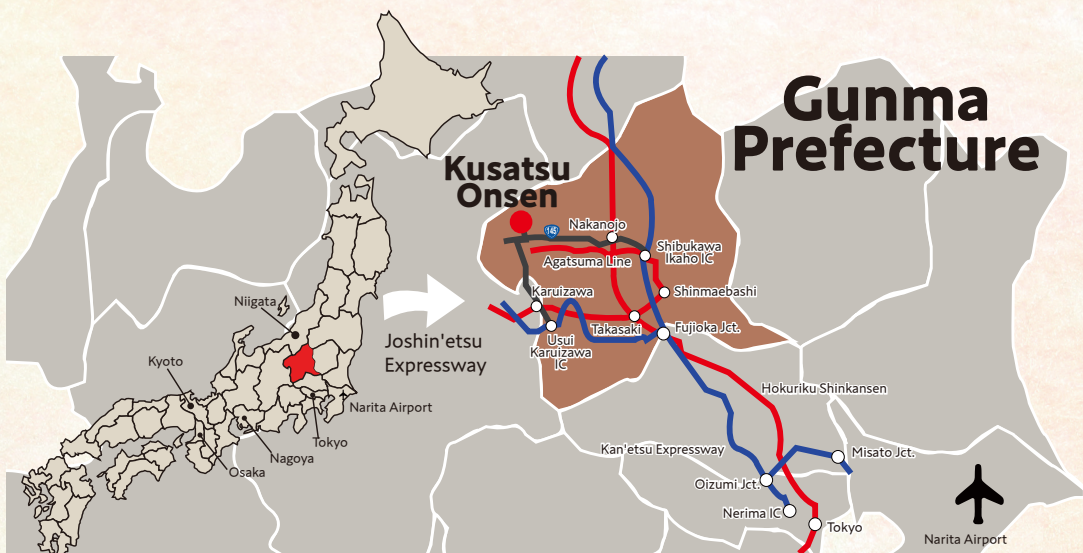 Gunma
Prefecture
Kusatsu
Onsen
145
Nakanojo
Shibukawa
Ikaho IC
Agatsuma Line
Shinmaebashi
Karuizawa
Takasaki
Fujioka Jct.
Usui
Karuizawa
IC
Niigata
Joshin'etsu
Expressway
Kyoto
Narita Airport
Tokyo
Nagoya
Osaka
Hokuriku Shinkansen
Kan'etsu Expressway
Misato Jct.
Oizumi Jct.
Nerima IC
Tokyo
Narita Airport